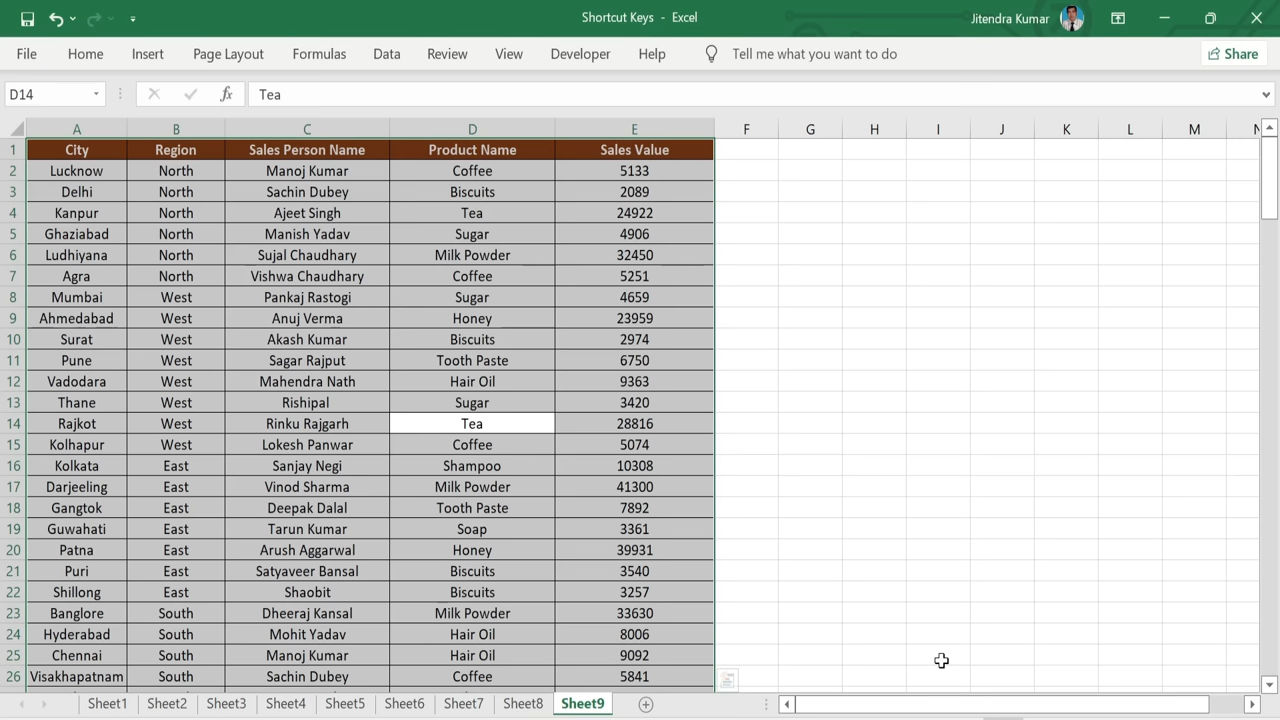 Shortcut Keys - Excel
Jitendra Kumar
File Home Insert Page Layout Formulas Data Review View Developer Help Tell me what you want to do Share
D14 fx Tea
A B C D E F G H I J K L M N
1 City Region Sales Person Name Product Name Sales Value
2 Lucknow North Manoj Kumar Coffee 5133
3 Delhi North Sachin Dubey Biscuits 2089
4 Kanpur North Ajeet Singh Tea 24922
5 Ghaziabad North Manish Yadav Sugar 4906
6 Ludhiyana North Sujal Chaudhary Milk Powder 32450
7 Agra North Vishwa Chaudhary Coffee 5251
8 Mumbai West Pankaj Rastogi Sugar 4659
9 Ahmedabad West Anuj Verma Honey 23959
10 Surat West Akash Kumar Biscuits 2974
11 Pune West Sagar Rajput Tooth Paste 6750
12 Vadodara West Mahendra Nath Hair Oil 9363
13 Thane West Rishipal Sugar 3420
14 Rajkot West Rinku Rajgarh Tea 28816
15 Kolhapur West Lokesh Panwar Coffee 5074
16 Kolkata East Sanjay Negi Shampoo 10308
17 Darjeeling East Vinod Sharma Milk Powder 41300
18 Gangtok East Deepak Dalal Tooth Paste 7892
19 Guwahati East Tarun Kumar Soap 3361
20 Patna East Arush Aggarwal Honey 39931
21 Puri East Satyaveer Bansal Biscuits 3540
22 Shillong East Shaobit Biscuits 3257
23 Banglore South Dheeraj Kansal Milk Powder 33630
24 Hyderabad South Mohit Yadav Hair Oil 8006
25 Chennai South Manoj Kumar Hair Oil 9092
26 Visakhapatnam South Sachin Dubey Coffee 5841
Sheet1 Sheet2 Sheet3 Sheet4 Sheet5 Sheet6 Sheet7 Sheet8 Sheet9